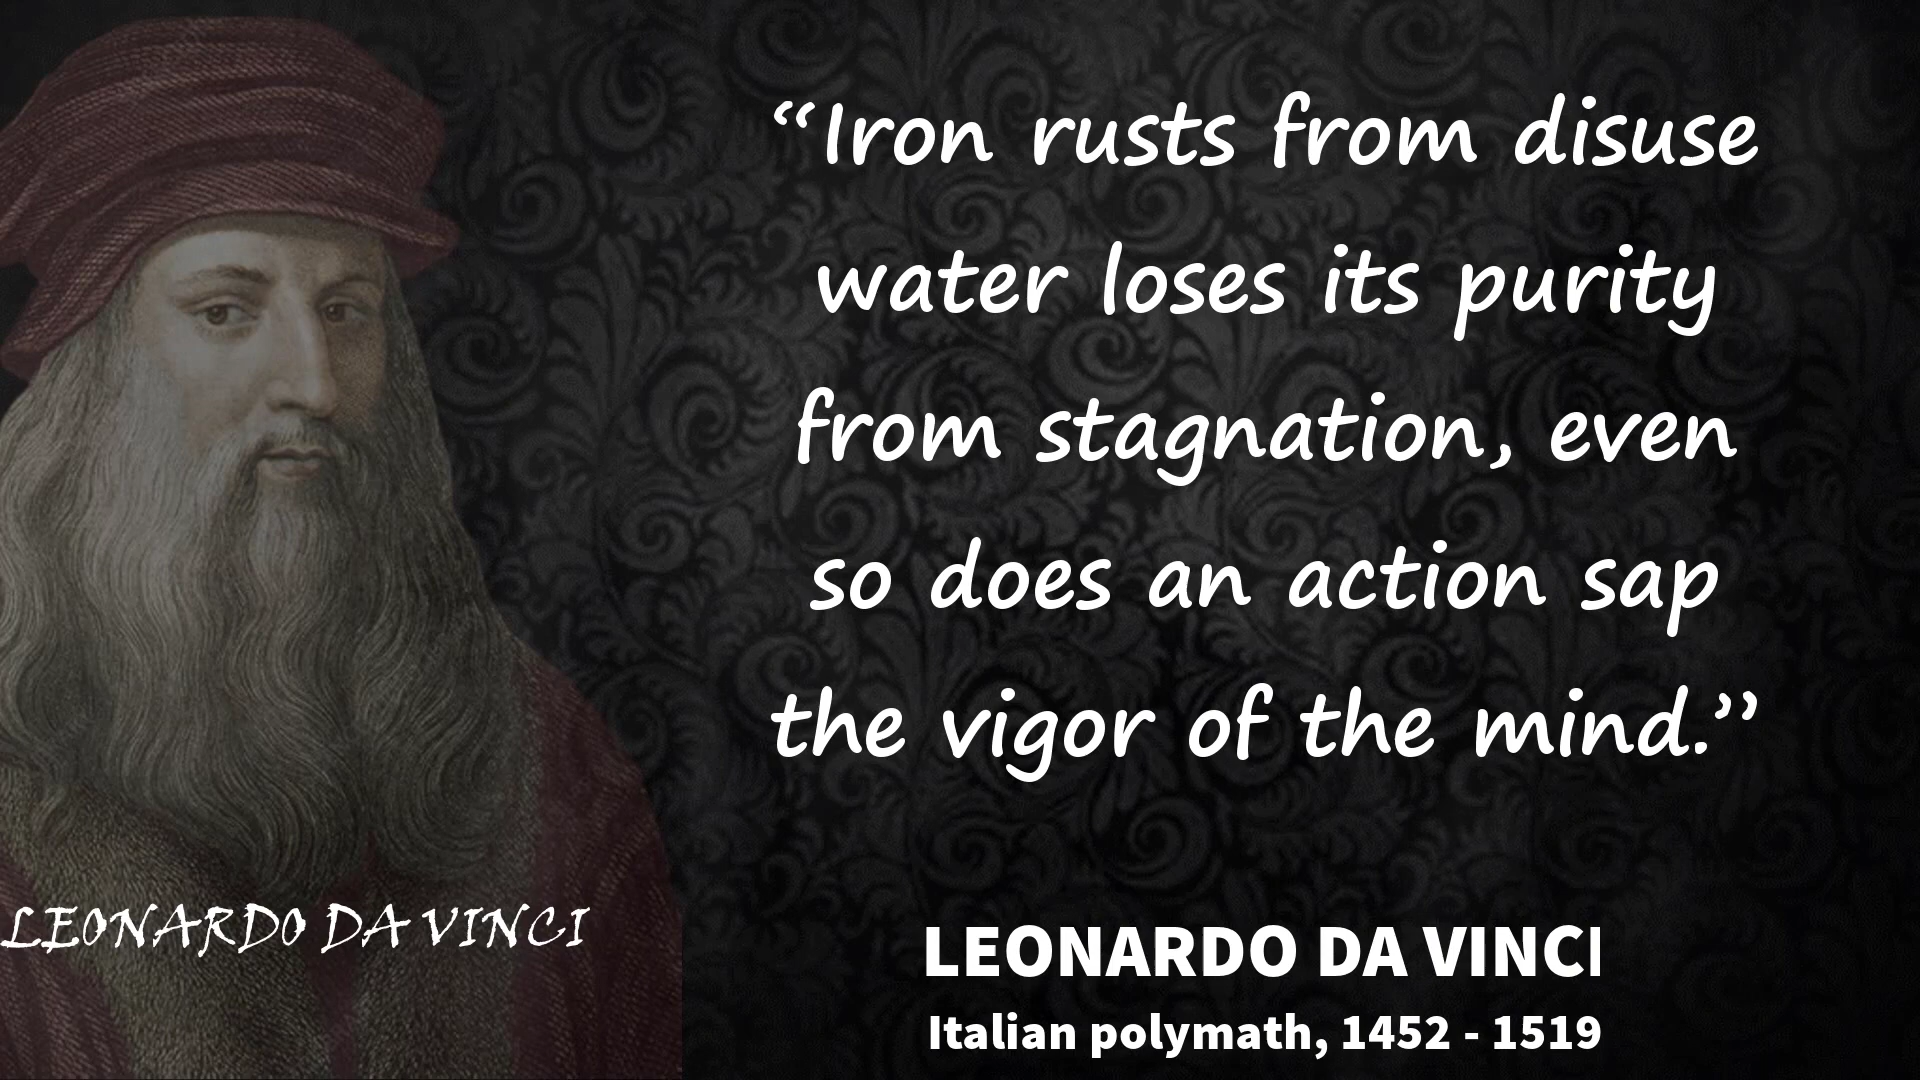 “Iron rusts from disuse
water loses its purity
from stagnation, even
so does an action sap
the vigor of the mind.”
LEONARDO DA VINCI
LEONARDO DA VINCI
Italian polymath, 1452 - 1519